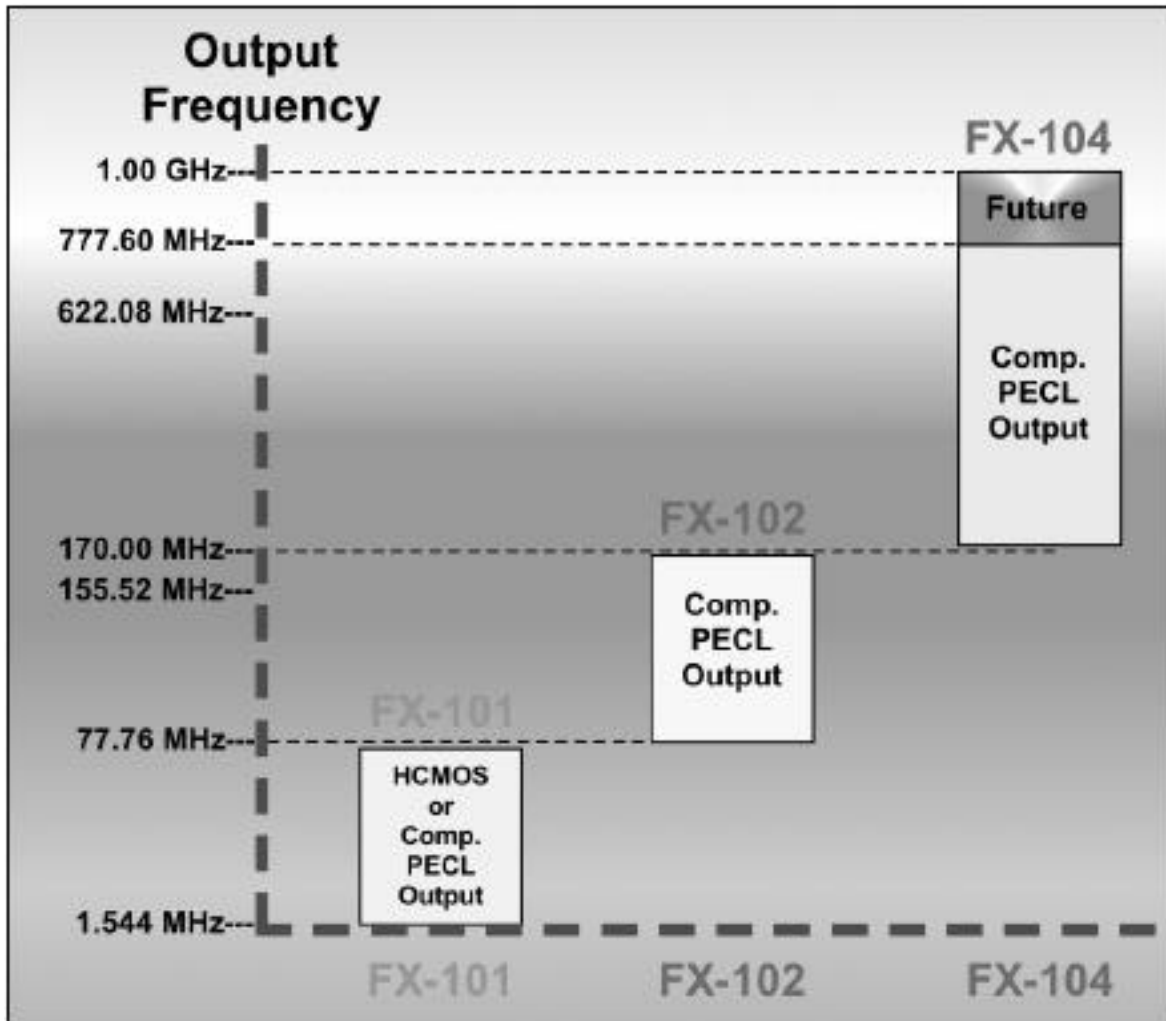 Output
Frequency
FX-104
1.00 GHz---
Future
777.60 MHz---
622.08 MHz---
Comp.
PECL
Output
FX-102
170.00 MHz---
155.52 MHz---
Comp.
PECL
Output
FX-101
77.76 MHz---
HCMOS
or
Comp.
PECL
Output
1.544 MHz---
FX-101
FX-102
FX-104